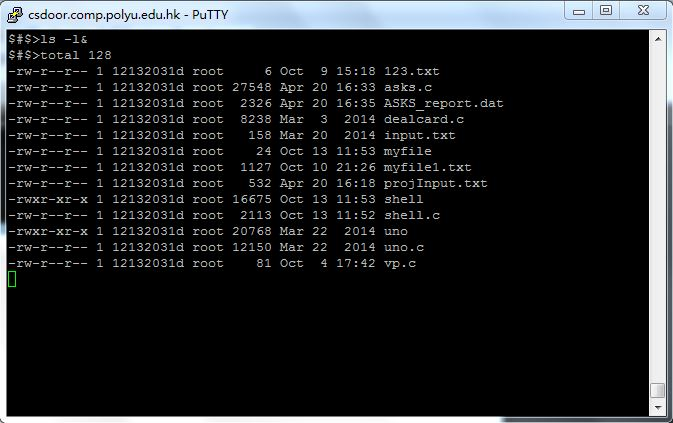 csdoor.comp.polyu.edu.hk - PuTTY
$#$>ls -l&
$#$>total 128
-rw-r--r-- 1 12132031d root     6 Oct  9 15:18 123.txt
-rw-r--r-- 1 12132031d root 27548 Apr 20 16:33 asks.c
-rw-r--r-- 1 12132031d root  2326 Apr 20 16:35 ASKS_report.dat
-rw-r--r-- 1 12132031d root  8238 Mar  3  2014 dealcard.c
-rw-r--r-- 1 12132031d root   158 Mar 20  2014 input.txt
-rw-r--r-- 1 12132031d root    24 Oct 13 11:53 myfile
-rw-r--r-- 1 12132031d root  1127 Oct 10 21:26 myfile1.txt
-rw-r--r-- 1 12132031d root   532 Apr 20 16:18 projInput.txt
-rwxr-xr-x 1 12132031d root 16675 Oct 13 11:53 shell
-rw-r--r-- 1 12132031d root  2113 Oct 13 11:52 shell.c
-rwxr-xr-x 1 12132031d root 20768 Mar 22  2014 uno
-rw-r--r-- 1 12132031d root 12150 Mar 22  2014 uno.c
-rw-r--r-- 1 12132031d root    81 Oct  4 17:42 vp.c